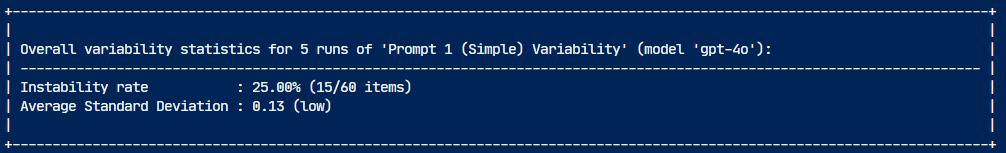 Overall variability statistics for 5 runs of 'Prompt 1 (Simple) Variability' (model 'gpt-4o'):
Instability rate : 25.00% (15/60 items)
Average Standard Deviation : 0.13 (low)